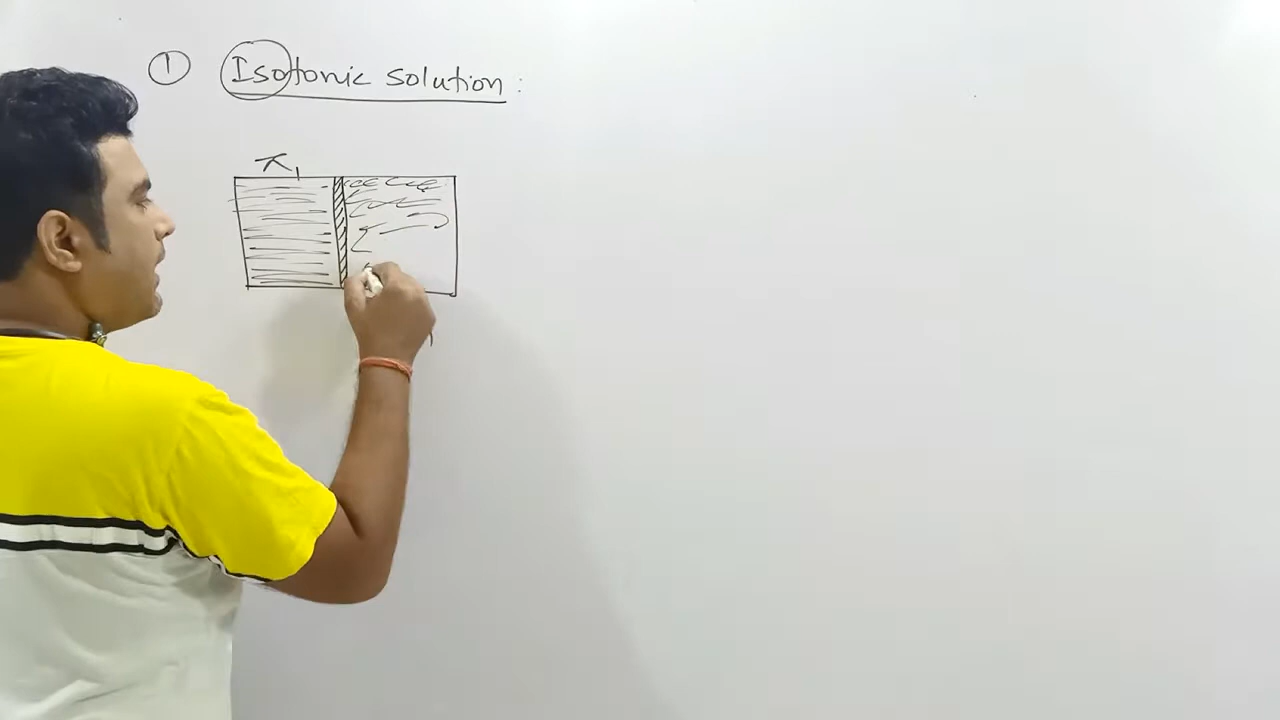 ① Isotonic solution :
π₁